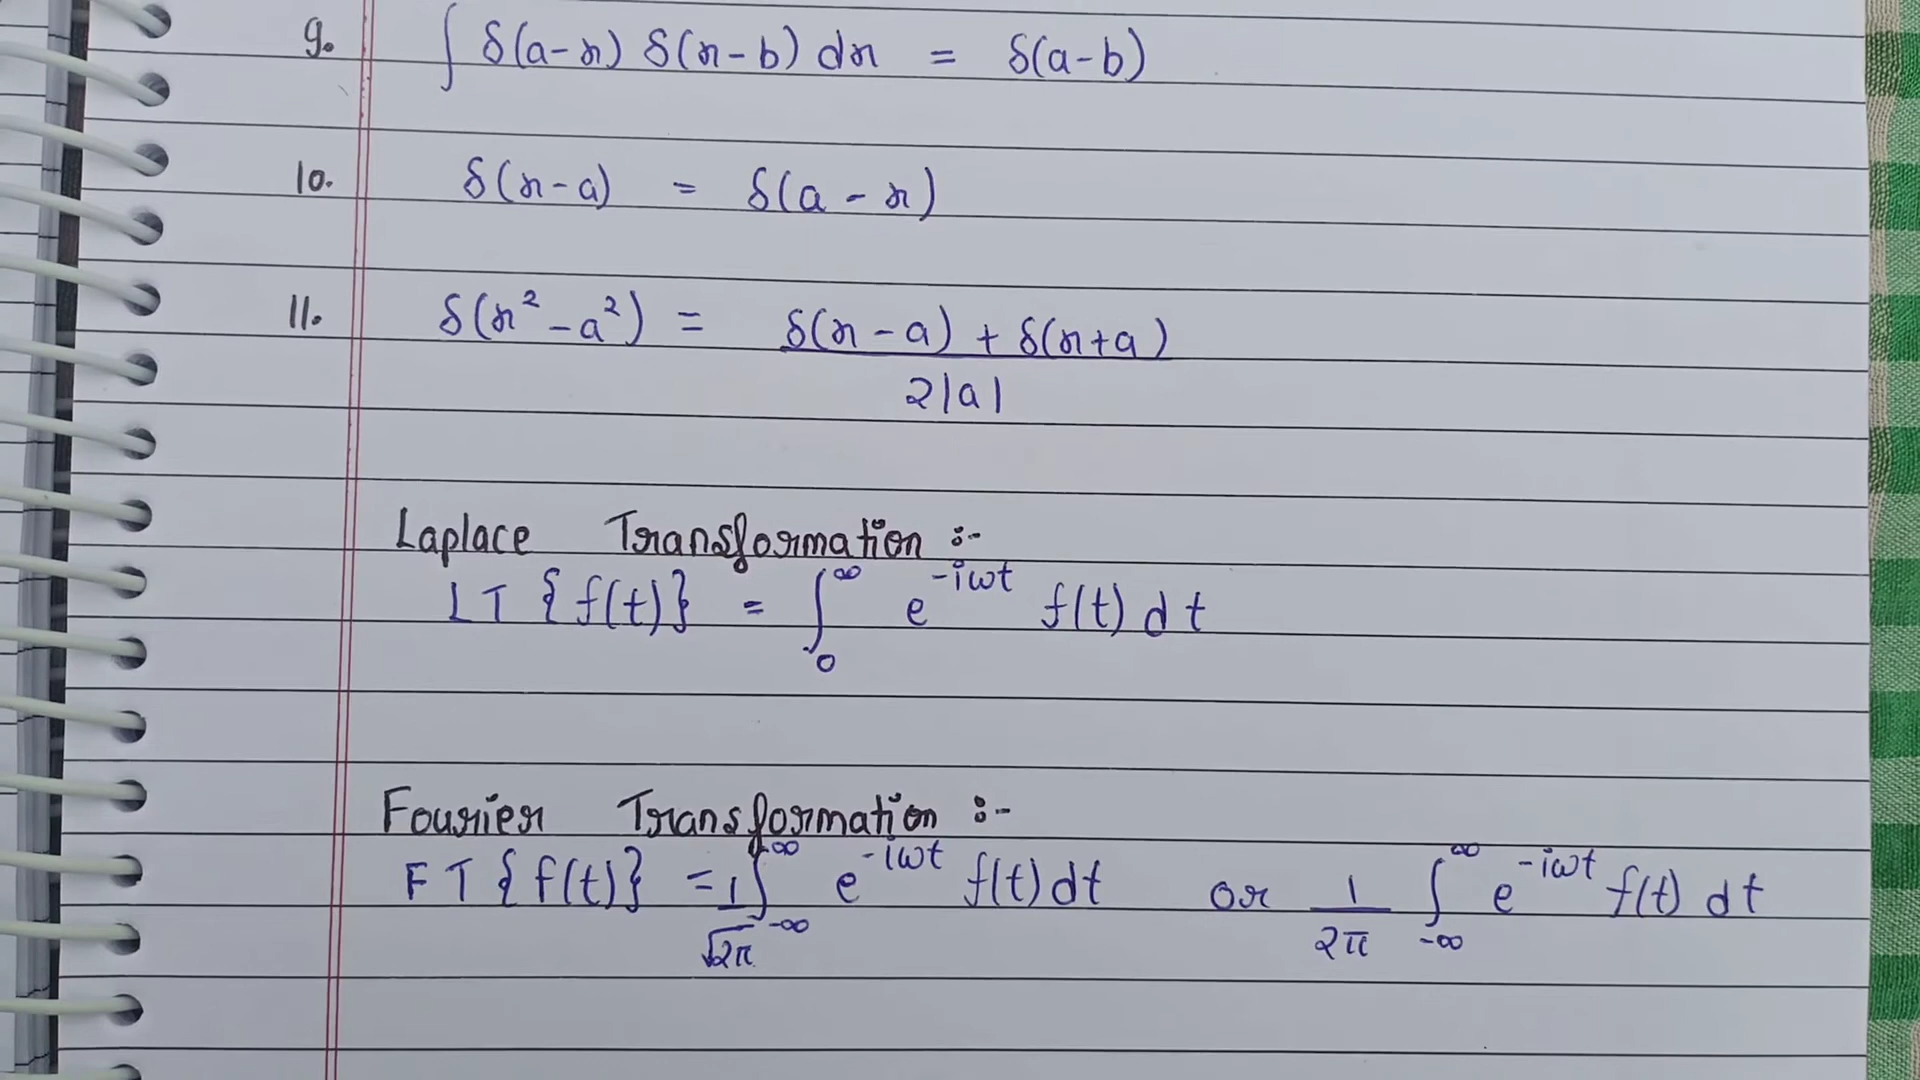 9. ∫ δ(a-x) δ(x-b) dx = δ(a-b)
10. δ(x-a) = δ(a-x)
11. δ(x² - a²) = δ(x-a) + δ(x+a)
2|a|
Laplace Transformation :-
LT {f(t)} = ∫₀^∞ e^-iωt f(t) dt
Fourier Transformation :-
FT {f(t)} = 1/√2π ∫_-∞^+∞ e^-iωt f(t) dt or 1/2π ∫_-∞^∞ e^-iωt f(t) dt